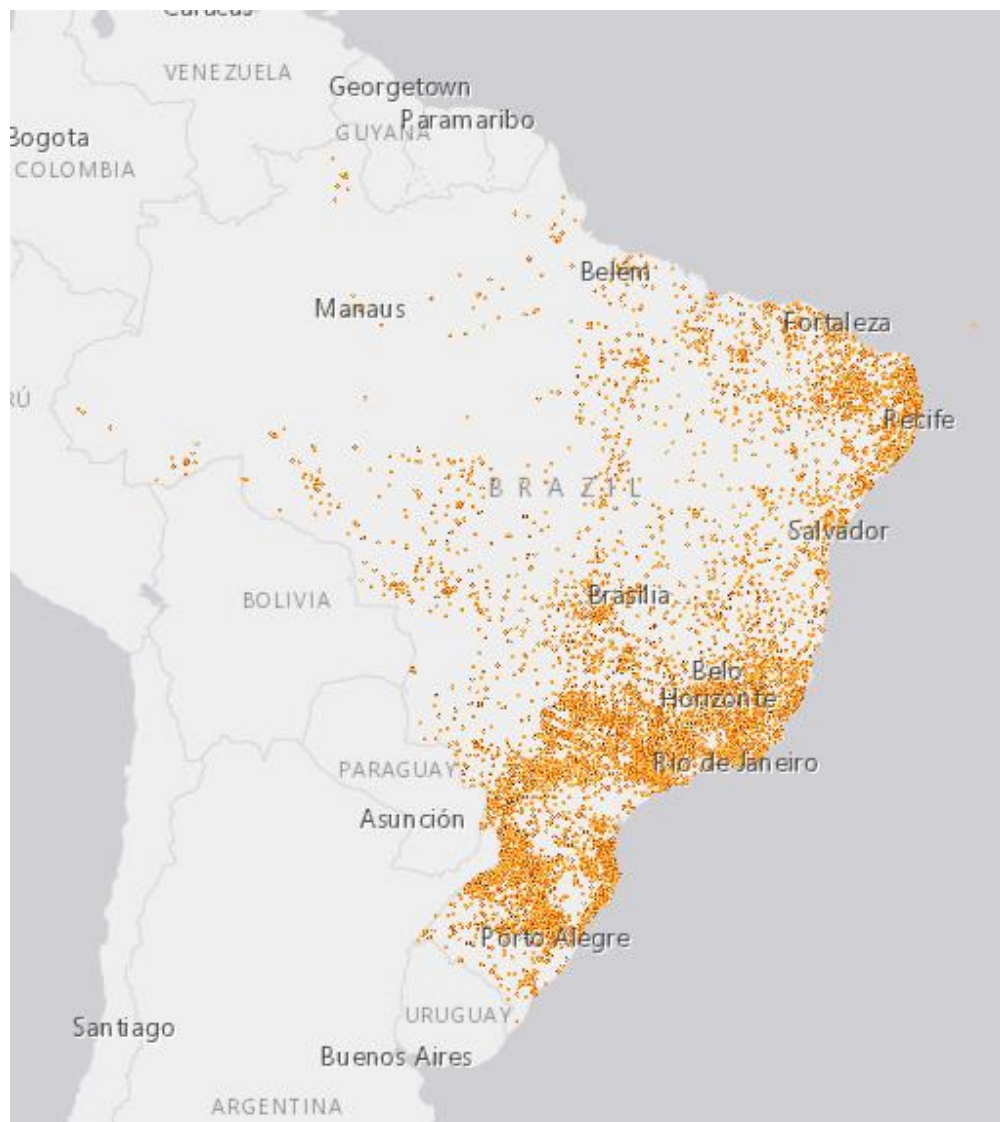 VENEZUELA
Georgetown
Paramaribo
GUYANA
Bogota
COLOMBIA
Belém
Manaus
Fortaleza
Recife
BRAZIL
Salvador
BOLIVIA
Brasília
Belo
Horizonte
Rio de Janeiro
PARAGUAY
Asunción
Porto Alegre
URUGUAY
Santiago
Buenos Aires
ARGENTINA